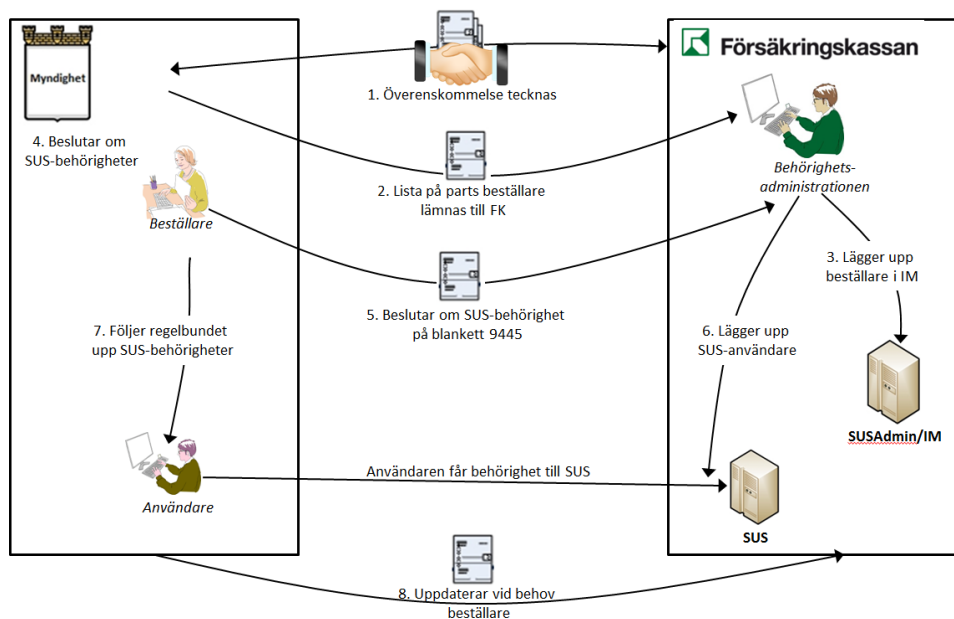 Myndighet
Försäkringskassan
1. Överenskommelse tecknas
4. Beslutar om
SUS-behörigheter
2. Lista på parts beställare
lämnas till FK
Behörighets-
administrationen
Beställare
3. Lägger upp
beställare i IM
5. Beslutar om SUS-behörighet
på blankett 9445
7. Följer regelbundet
upp SUS-behörigheter
6. Lägger upp
SUS-användare
SUSAdmin/IM
Användaren får behörighet till SUS
Användare
SUS
8. Uppdaterar vid behov
beställare